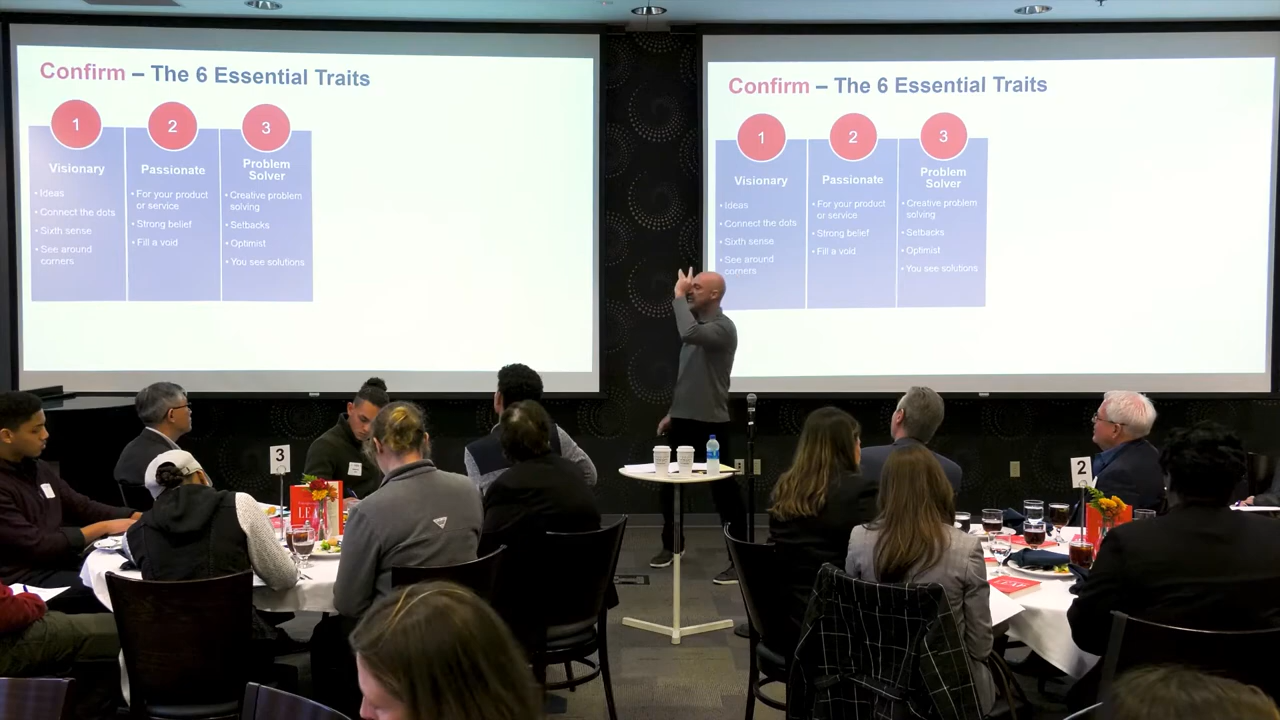 Confirm – The 6 Essential Traits
1
2
3
Visionary
• Ideas
• Connect the dots
• Sixth sense
• See around
corners
Passionate
• For your product
or service
• Strong belief
• Fill a void
Problem
Solver
• Creative problem
solving
• Setbacks
• Optimist
• You see solutions
Confirm – The 6 Essential Traits
1
2
3
Visionary
• Ideas
• Connect the dots
• Sixth sense
• See around
corners
Passionate
• For your product
or service
• Strong belief
• Fill a void
Problem
Solver
• Creative problem
solving
• Setbacks
• Optimist
• You see solutions
3
2